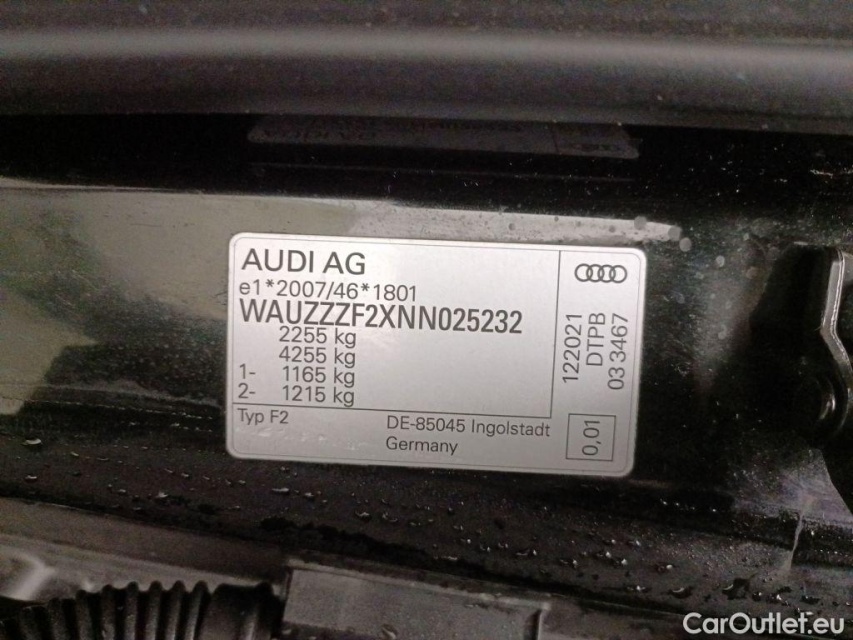 AUDI AG
e1*2007/46*1801
WAUZZZF2XNN025232
2255 kg
4255 kg
1- 1165 kg
2- 1215 kg
Typ F2
DE-85045 Ingolstadt
Germany
122021
DTPB
03 3467
0,01
CarOutlet.eu